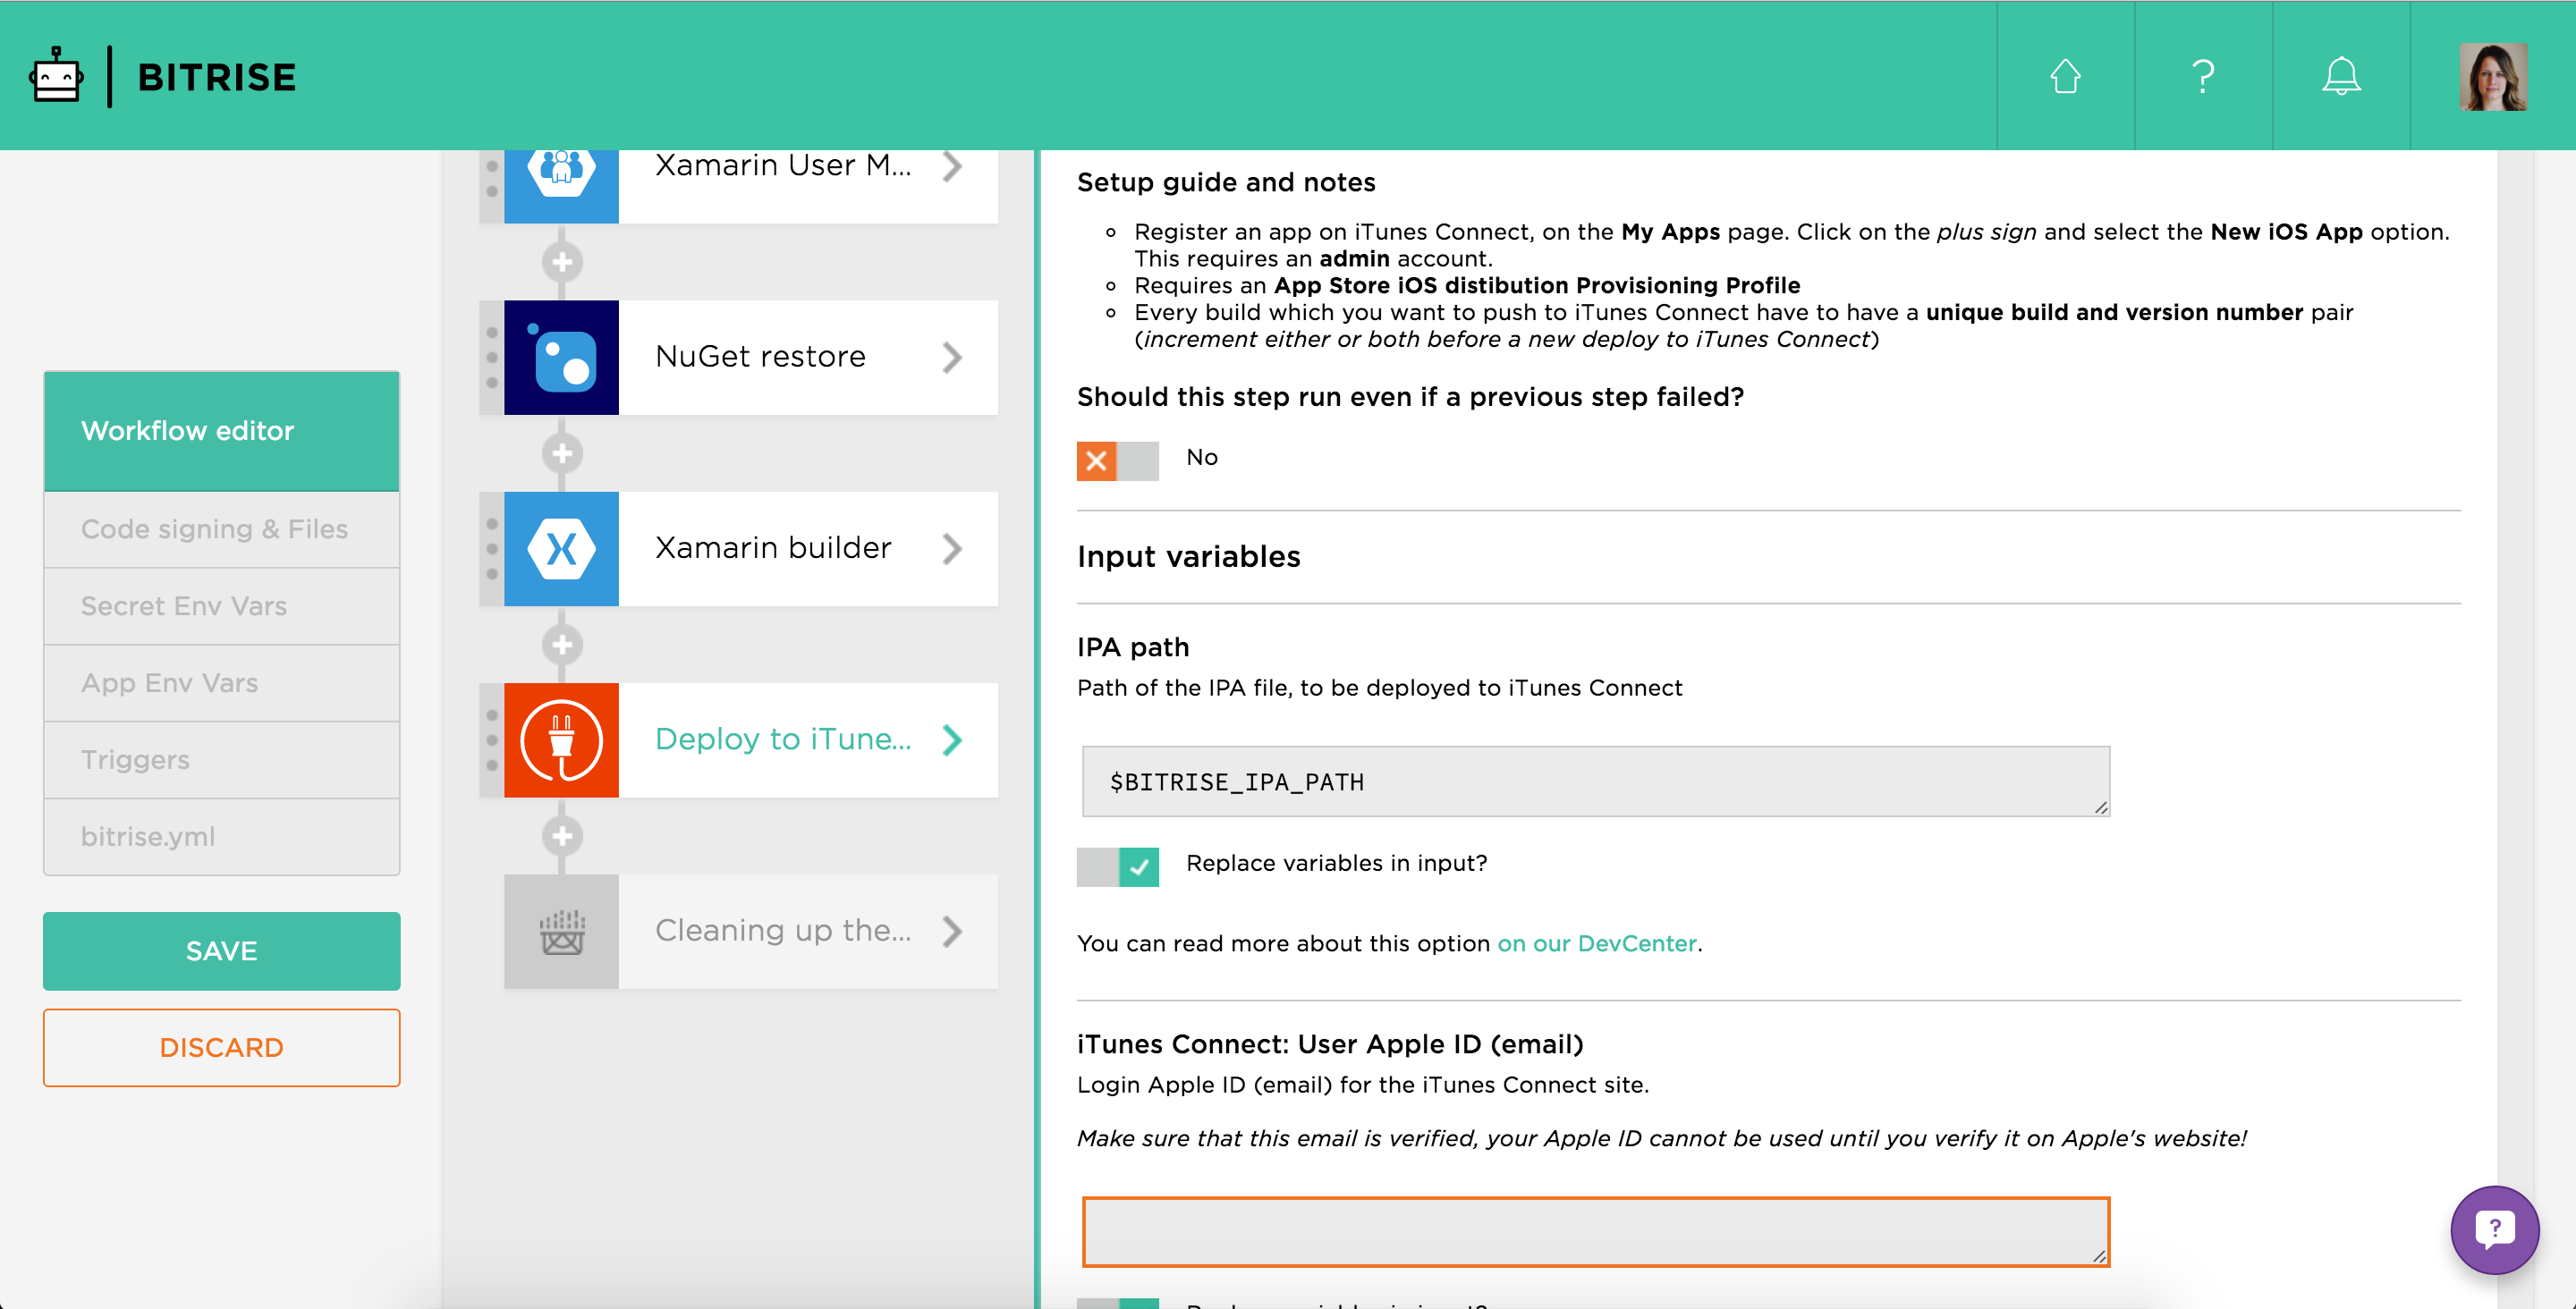 BITRISE
?
Workflow editor
Code signing & Files
Secret Env Vars
App Env Vars
Triggers
bitrise.yml
SAVE
DISCARD
Xamarin User M...
NuGet restore
Xamarin builder
Deploy to iTune...
Cleaning up the...
Setup guide and notes
Register an app on iTunes Connect, on the My Apps page. Click on the plus sign and select the New iOS App option.
This requires an admin account.
Requires an App Store iOS distibution Provisioning Profile
Every build which you want to push to iTunes Connect have to have a unique build and version number pair
(increment either or both before a new deploy to iTunes Connect)
Should this step run even if a previous step failed?
No
Input variables
IPA path
Path of the IPA file, to be deployed to iTunes Connect
$BITRISE_IPA_PATH
Replace variables in input?
You can read more about this option on our DevCenter.
iTunes Connect: User Apple ID (email)
Login Apple ID (email) for the iTunes Connect site.
Make sure that this email is verified, your Apple ID cannot be used until you verify it on Apple's website!
?